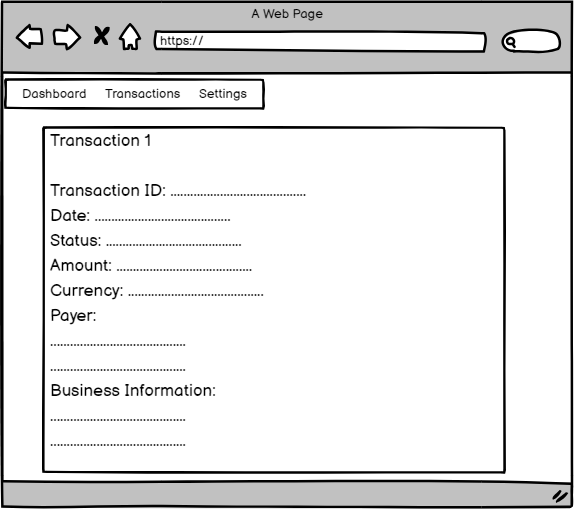 A Web Page
https://
Dashboard Transactions Settings
Transaction 1
Transaction ID: .........................................
Date: .........................................
Status: .........................................
Amount: .........................................
Currency: .........................................
Payer:
.........................................
.........................................
Business Information:
.........................................
.........................................